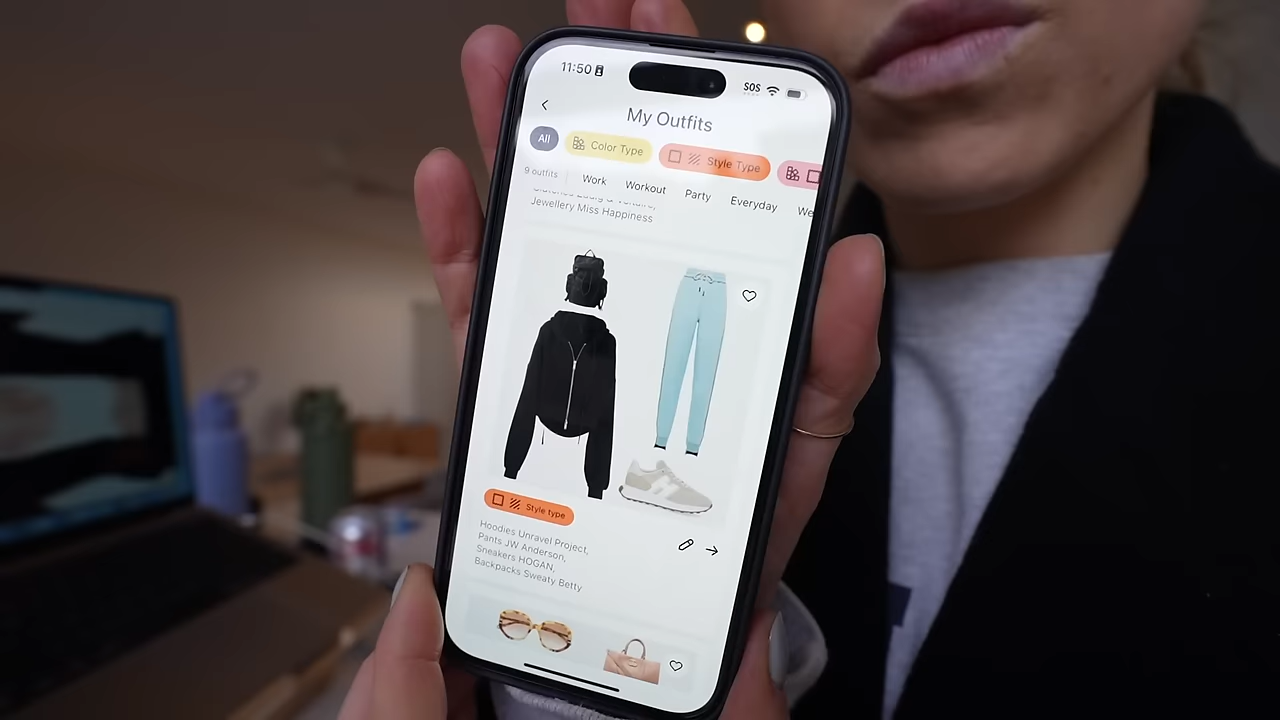 11:50
SOS
My Outfits
All
Color Type
Style Type
9 outfits
Work
Workout
Party
Everyday
We
Jewellery Miss Happiness
Style type
Hoodies Unravel Project,
Pants JW Anderson,
Sneakers HOGAN,
Backpacks Sweaty Betty